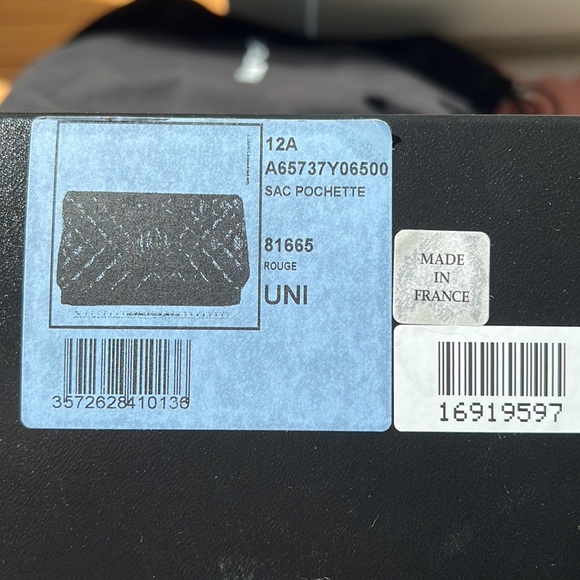 12A
A65737Y06500
SAC POCHETTE
81665
ROUGE
UNI
3572628410136
MADE
IN
FRANCE
16919597